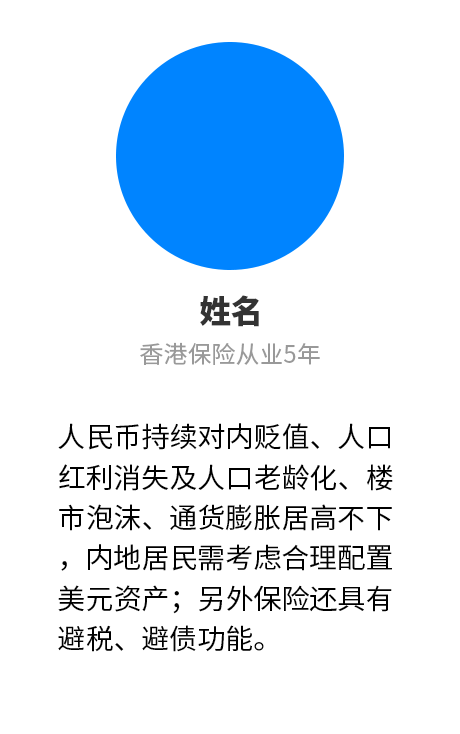 姓名
香港保险从业5年
人民币持续对内贬值、人口
红利消失及人口老龄化、楼
市泡沫、通货膨胀居高不下
，内地居民需考虑合理配置
美元资产；另外保险还具有
避税、避债功能。